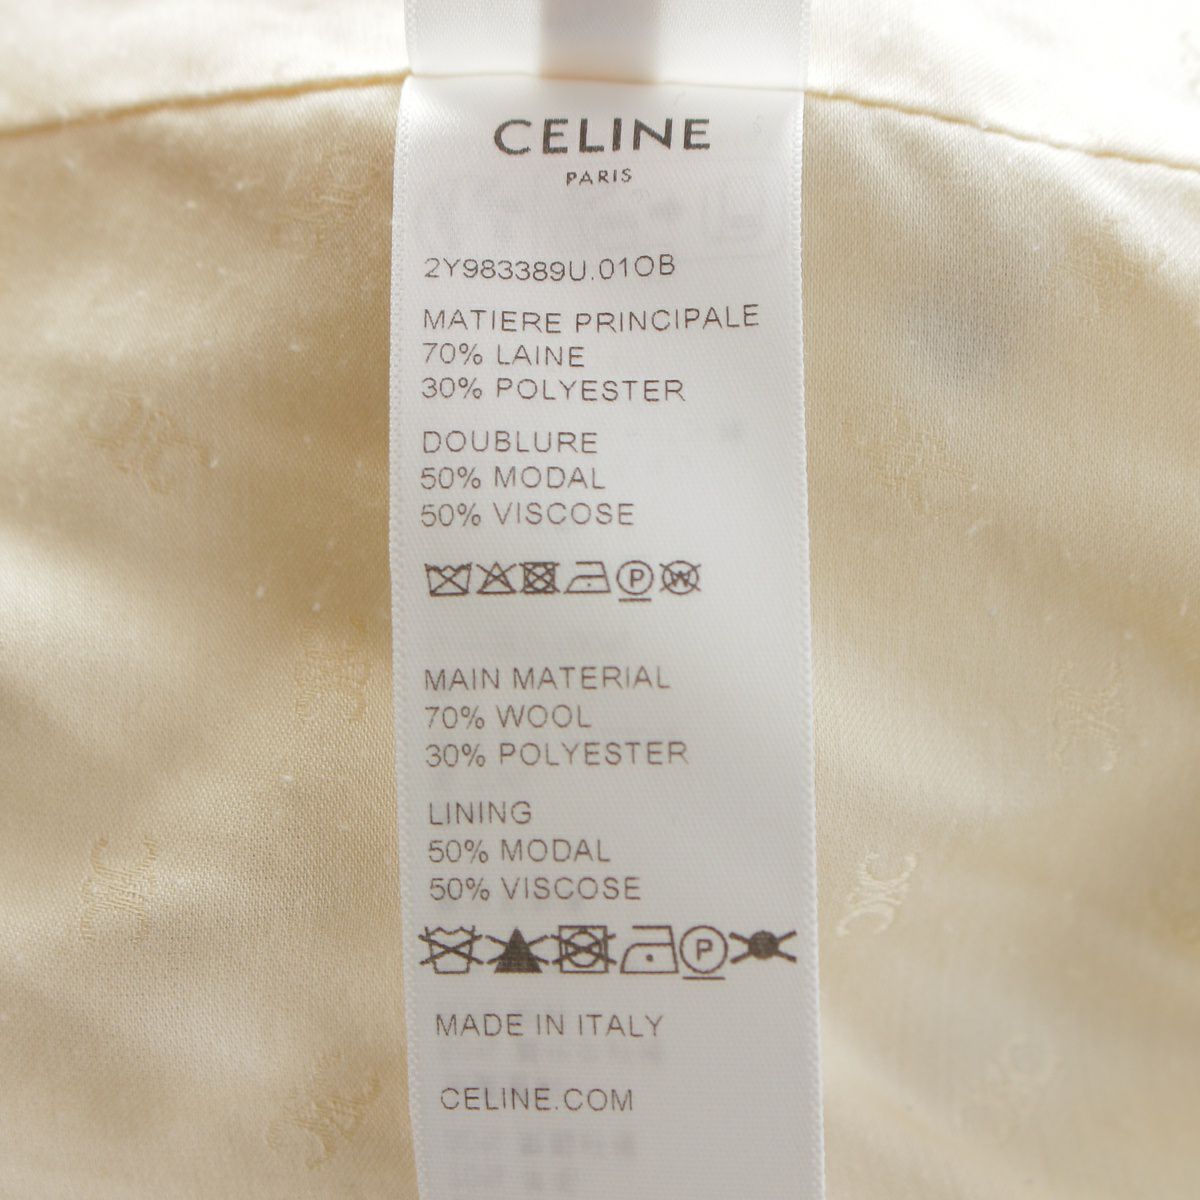 CELINE
PARIS
2Y983389U.01OB
MATIERE PRINCIPALE
70% LAINE
30% POLYESTER
DOUBLURE
50% MODAL
50% VISCOSE
P W
MAIN MATERIAL
70% WOOL
30% POLYESTER
LINING
50% MODAL
50% VISCOSE
P
MADE IN ITALY
CELINE.COM